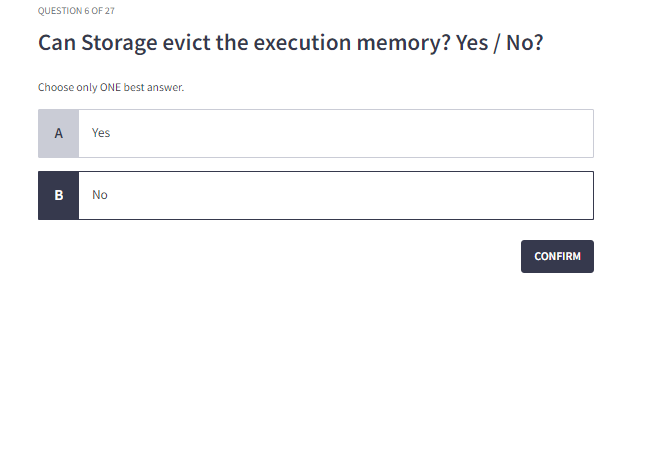 QUESTION 6 OF 27
Can Storage evict the execution memory? Yes / No?
Choose only ONE best answer.
A Yes
B No
CONFIRM